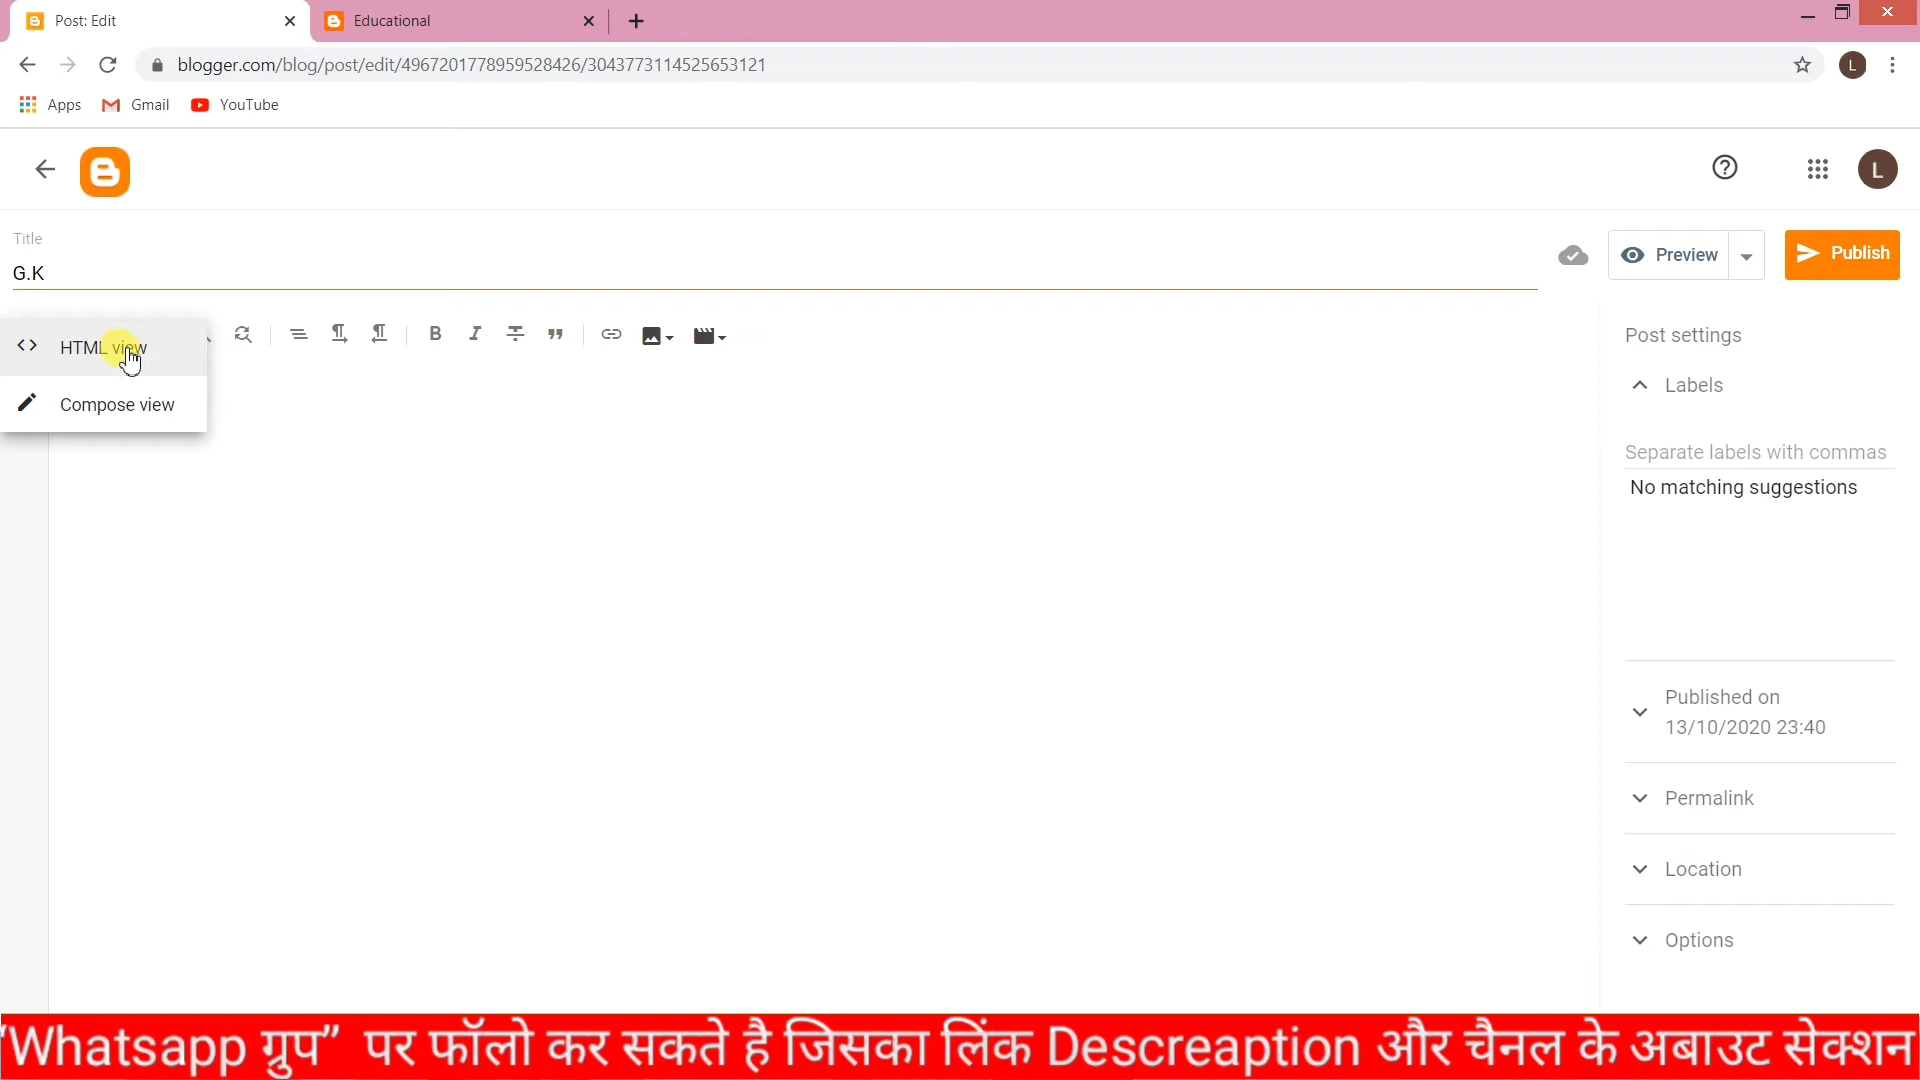 Post: Edit
Educational
blogger.com/blog/post/edit/4967201778959528426/3043773114525653121
L
Apps
Gmail
YouTube
L
Title
G.K
Preview
Publish
HTML view
Compose view
Post settings
Labels
Separate labels with commas
No matching suggestions
Published on
13/10/2020 23:40
Permalink
Location
Options
"Whatsapp ग्रुप" पर फॉलो कर सकते है जिसका लिंक Descreaption और चैनल के अबाउट सेक्शन